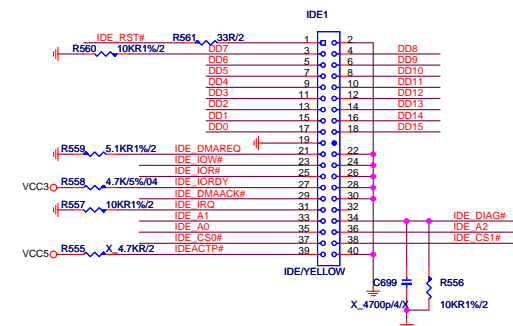 IDE1
IDE_RST# R561 33R/2 1 2
R560 10KR1%/2 DD7 3 4 DD8
DD6 5 6 DD9
DD5 7 8 DD10
DD4 9 10 DD11
DD3 11 12 DD12
DD2 13 14 DD13
DD1 15 16 DD14
DD0 17 18 DD15
19
R559 5.1KR1%/2 IDE_DMAREQ 21 22
IDE_IOW# 23 24
IDE_IOR# 25 26
VCC3 R558 4.7K/5%/04 IDE_IORDY 27 28
IDE_DMAACK# 29 30
R557 10KR1%/2 IDE_IRQ 31 32
IDE_A1 33 34 IDE_DIAG#
IDE_A0 35 36 IDE_A2
IDE_CS0# 37 38 IDE_CS1#
VCC5 R555 X_4.7KR/2 IDEACTP# 39 40
IDE/YELLOW
C699 R556
X_4700p/4/X 10KR1%/2